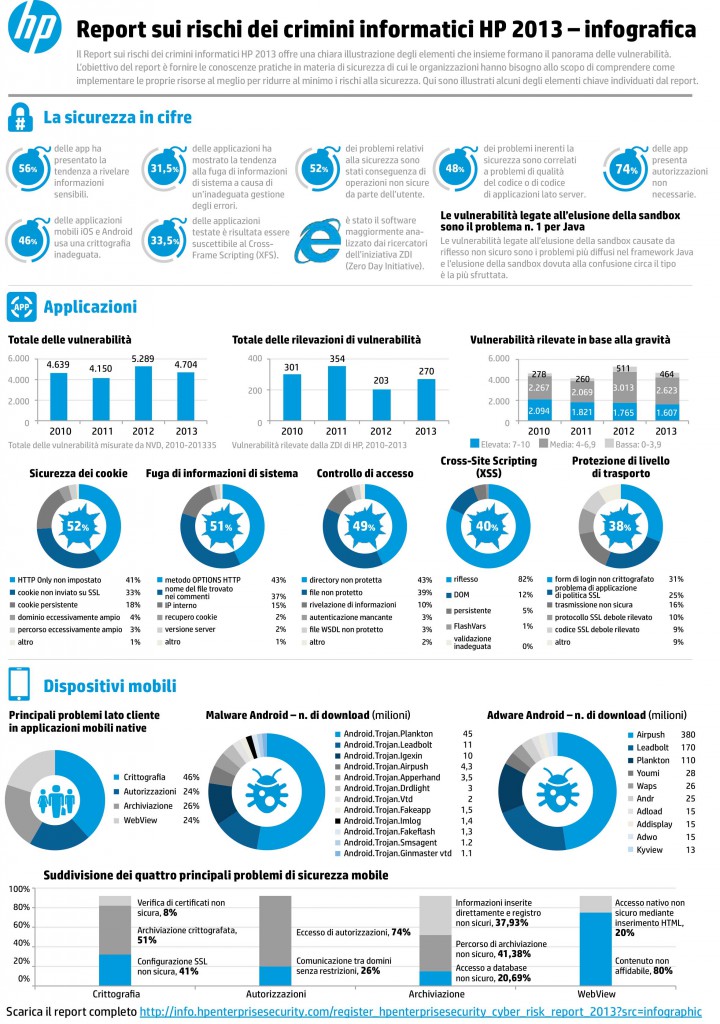 hp
Report sui rischi dei crimini informatici HP 2013 – infografica
Il Report sui rischi dei crimini informatici HP 2013 offre una chiara illustrazione degli elementi che insieme formano il panorama delle vulnerabilità.
L'obiettivo del report è fornire le conoscenze pratiche in materia di sicurezza di cui le organizzazioni hanno bisogno allo scopo di comprendere come
implementare le proprie risorse al meglio per ridurre al minimo i rischi alla sicurezza. Qui sono illustrati alcuni degli elementi chiave individuati dal report.
La sicurezza in cifre
56%
delle app ha
presentato la
tendenza a rivelare
informazioni
sensibili.
31,5%
delle applicazioni ha
mostrato la tendenza
alla fuga di informazioni
di sistema a causa di
un'inadeguata gestione
degli errori.
52%
dei problemi relativi
alla sicurezza sono
stati conseguenza di
operazioni non sicure
da parte dell'utente.
48%
dei problemi inerenti la
sicurezza sono correlati
a problemi di qualità
del codice o di codice
di applicazioni lato server.
74%
delle app
presenta
autorizzazioni
non
necessarie.
46%
delle applicazioni
mobili iOS e Android
usa una crittografia
inadeguata.
33,5%
delle applicazioni
testate è risultata essere
suscettibile al Cross-
Frame Scripting (XFS).
è stato il software
maggiormente ana-
lizzato dai ricercatori
dell'iniziativa ZDI
(Zero Day Initiative).
Le vulnerabilità legate all'elusione della sandbox
sono il problema n. 1 per Java
Le vulnerabilità legate all'elusione della sandbox causate da
riflesso non sicuro sono i problemi più diffusi nel framework Java
e l'elusione della sandbox dovuta alla confusione circa il tipo
è la più sfruttata.
APP
Applicazioni
Totale delle vulnerabilità
6.000
4.000
2.000
0
4.639
4.150
5.289
4.704
2010 2011 2012 2013
Totale delle vulnerabilità misurate da NVD, 2010-201335
Totale delle rilevazioni di vulnerabilità
400
200
301
354
203
270
2010 2011 2012 2013
Vulnerabilità rilevate dalla ZDI di HP, 2010-2013
Vulnerabilità rilevate in base alla gravità
6.000
4.000
2.000
0
278 260 511 464
2.267 2.069 3.013 2.623
2.094 1.821 1.765 1.607
2010 2011 2012 2013
Elevata: 7-10 Media: 4-6,9 Bassa: 0-3,9
Sicurezza dei cookie
52%
HTTP Only non impostato 41%
cookie non inviato su SSL 33%
cookie persistente 18%
dominio eccessivamente ampio 4%
percorso eccessivamente ampio 3%
altro 1%
Fuga di informazioni di sistema
51%
metodo OPTIONS HTTP 43%
nome del file trovato
nei commenti 37%
IP interno 15%
recupero cookie 2%
versione server 2%
altro 1%
Controllo di accesso
49%
directory non protetta 43%
file non protetto 39%
rivelazione di informazioni 10%
autenticazione mancante 3%
file WSDL non protetto 3%
altro 2%
Cross-Site Scripting
(XSS)
40%
riflesso 82%
DOM 12%
persistente 5%
FlashVars 1%
validazione
inadeguata 0%
Protezione di livello
di trasporto
38%
form di login non crittografato 31%
problema di applicazione
di politica SSL 25%
trasmissione non sicura 16%
protocollo SSL debole rilevato 10%
codice SSL debole rilevato 9%
altro 9%
Dispositivi mobili
Principali problemi lato cliente
in applicazioni mobili native
Crittografia 46%
Autorizzazioni 24%
Archiviazione 26%
WebView 24%
Malware Android – n. di download (milioni)
Android.Trojan.Plankton 45
Android.Trojan.Leadbolt 11
Android.Trojan.Igexin 10
Android.Trojan.Airpush 4,3
Android.Trojan.Apperhand 3,5
Android.Trojan.Drdlight 3
Android.Trojan.Vtd 2
Android.Trojan.Fakeapp 1,5
Android.Trojan.Imlog 1,4
Android.Trojan.Fakeflash 1,3
Android.Trojan.Smsagent 1.2
Android.Trojan.Ginmaster vtd 1.1
Adware Android – n. di download (milioni)
Airpush 380
Leadbolt 170
Plankton 110
Youmi 28
Waps 26
Andr 25
Adload 15
Addisplay 15
Adwo 15
Kyview 13
Suddivisione dei quattro principali problemi di sicurezza mobile
100%
80%
60%
40%
20%
0%
Verifica di certificati non
sicura, 8%
Archiviazione crittografata,
51%
Configurazione SSL
non sicura, 41%
Crittografia
Eccesso di autorizzazioni, 74%
Comunicazione tra domini
senza restrizioni, 26%
Autorizzazioni
Informazioni inserite
direttamente e registro
non sicuri, 37,93%
Percorso di archiviazione
non sicuro, 41,38%
Accesso a database
non sicuro, 20,69%
Archiviazione
Accesso nativo non
sicuro mediante
inserimento HTML,
20%
Contenuto non
affidabile, 80%
WebView
Scarica il report completo http://info.hpenterprisesecurity.com/register_hpenterprisesecurity_cyber_risk_report_2013?src=infographic